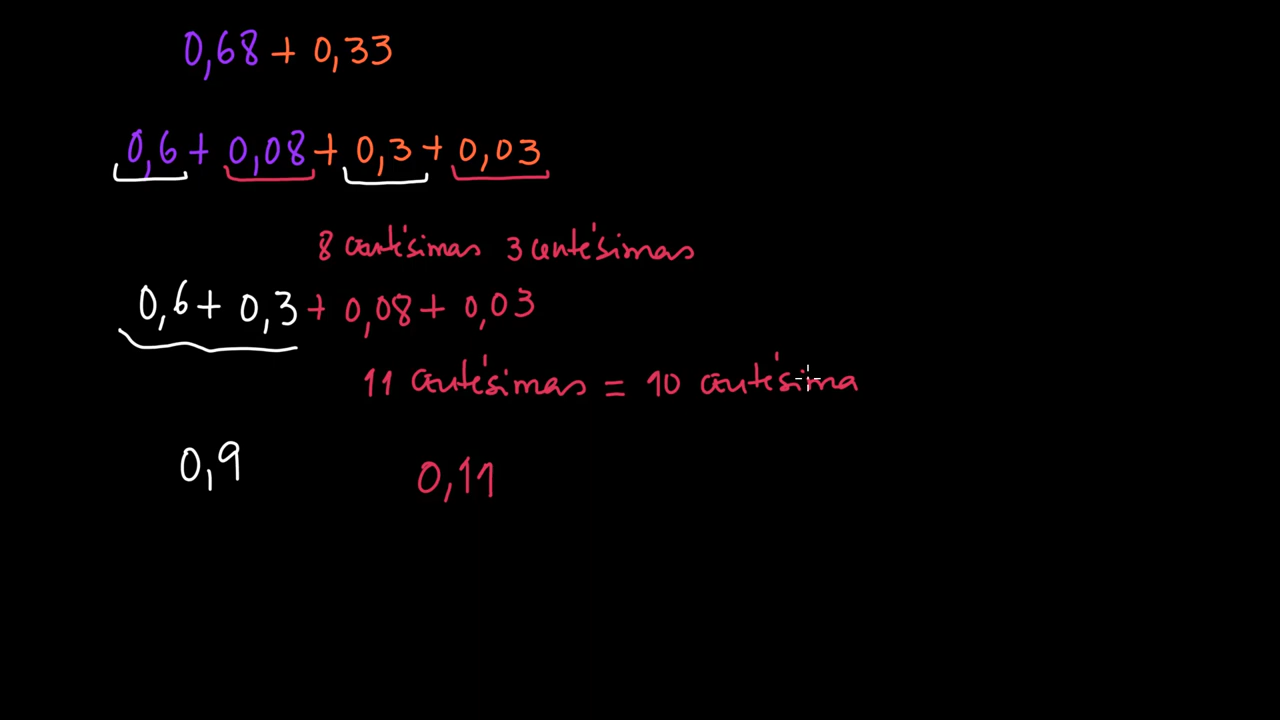 0,68 + 0,33
0,6 + 0,08 + 0,3 + 0,03
8 centésimas 3 centésimas
0,6 + 0,3 + 0,08 + 0,03
11 centésimas = 10 centésima
0,9 0,11